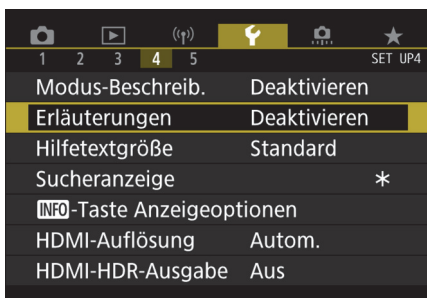 1 2 3 4 5 SET UP4
Modus-Beschreib. Deaktivieren
Erläuterungen Deaktivieren
Hilfetextgröße Standard
Sucheranzeige *
INFO-Taste Anzeigeoptionen
HDMI-Auflösung Autom.
HDMI-HDR-Ausgabe Aus